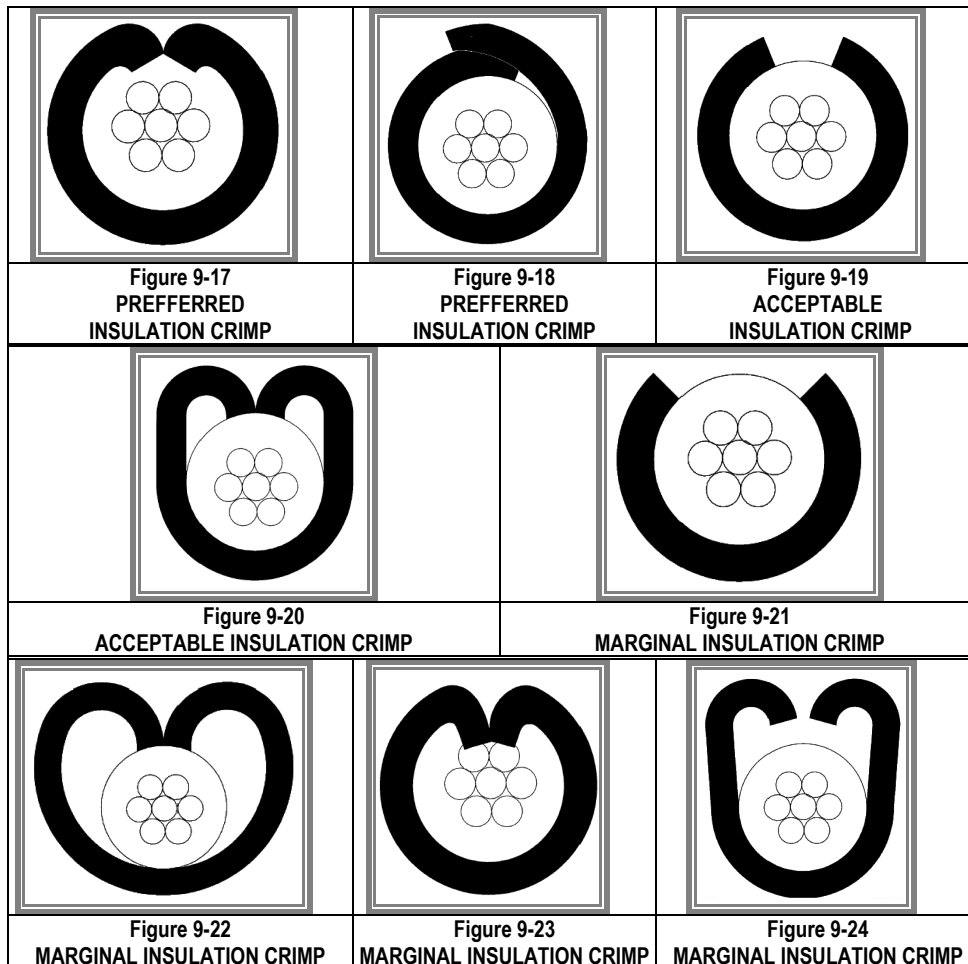 Figure 9-17
PREFFERRED
INSULATION CRIMP
Figure 9-18
PREFFERRED
INSULATION CRIMP
Figure 9-19
ACCEPTABLE
INSULATION CRIMP
Figure 9-20
ACCEPTABLE INSULATION CRIMP
Figure 9-21
MARGINAL INSULATION CRIMP
Figure 9-22
MARGINAL INSULATION CRIMP
Figure 9-23
MARGINAL INSULATION CRIMP
Figure 9-24
MARGINAL INSULATION CRIMP